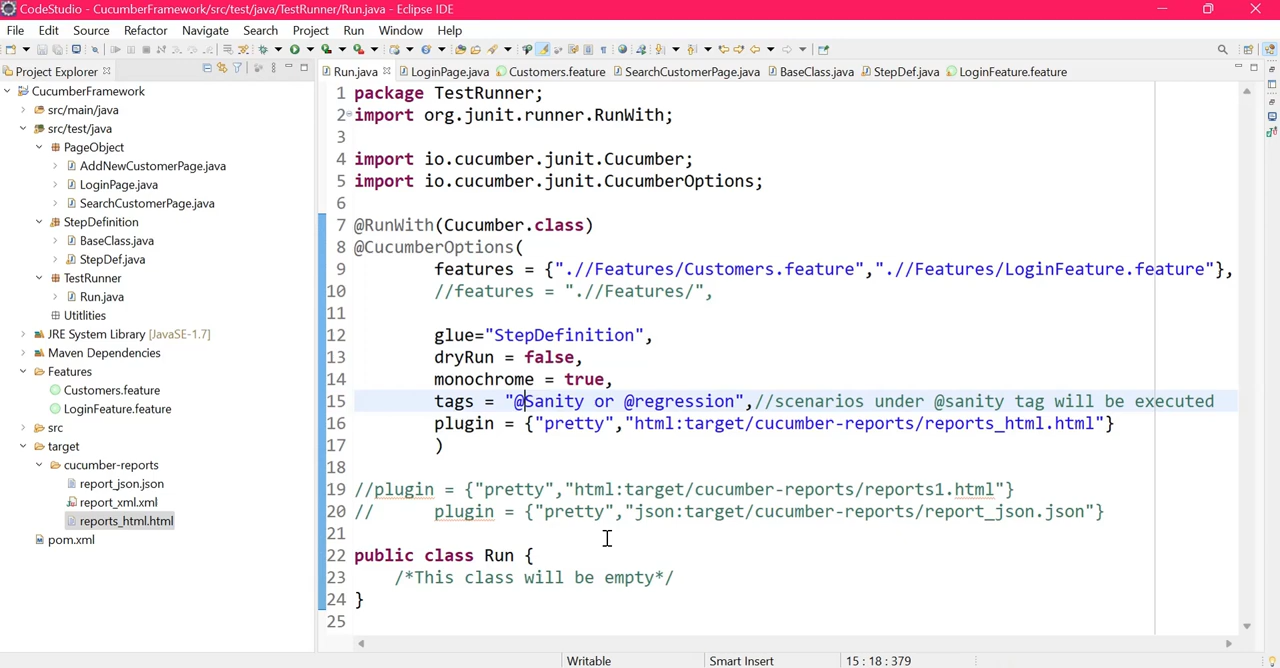 CodeStudio - CucumberFramework/src/test/java/TestRunner/Run.java - Eclipse IDE
File Edit Source Refactor Navigate Search Project Run Window Help
Project Explorer
CucumberFramework
src/main/java
src/test/java
PageObject
AddNewCustomerPage.java
LoginPage.java
SearchCustomerPage.java
StepDefinition
BaseClass.java
StepDef.java
TestRunner
Run.java
Utitlities
JRE System Library [JavaSE-1.7]
Maven Dependencies
Features
Customers.feature
LoginFeature.feature
src
target
cucumber-reports
report_json.json
report_xml.xml
reports_html.html
pom.xml
Run.java LoginPage.java Customers.feature SearchCustomerPage.java BaseClass.java StepDef.java LoginFeature.feature
1 package TestRunner;
2 import org.junit.runner.RunWith;
3
4 import io.cucumber.junit.Cucumber;
5 import io.cucumber.junit.CucumberOptions;
6
7 @RunWith(Cucumber.class)
8 @CucumberOptions(
9 features = {".//Features/Customers.feature",".//Features/LoginFeature.feature"},
10 //features = ".//Features/",
11
12 glue="StepDefinition",
13 dryRun = false,
14 monochrome = true,
15 tags = "@Sanity or @regression",//scenarios under @sanity tag will be executed
16 plugin = {"pretty","html:target/cucumber-reports/reports_html.html"}
17 )
18
19 //plugin = {"pretty","html:target/cucumber-reports/reports1.html"}
20 // plugin = {"pretty","json:target/cucumber-reports/report_json.json"}
21
22 public class Run {
23 /*This class will be empty*/
24 }
25
Writable Smart Insert 15 : 18 : 379